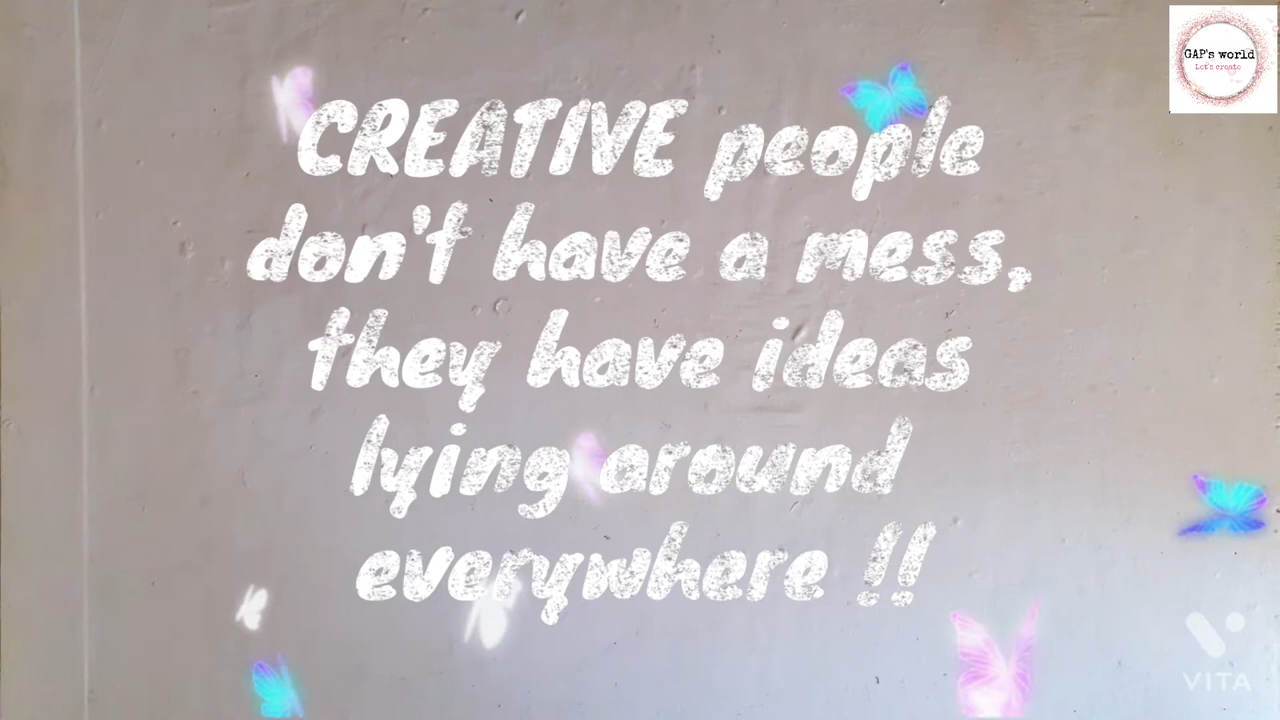 GAP's world
Let's create
CREATIVE people
don't have a mess,
they have ideas
lying around
everywhere !!
VITA